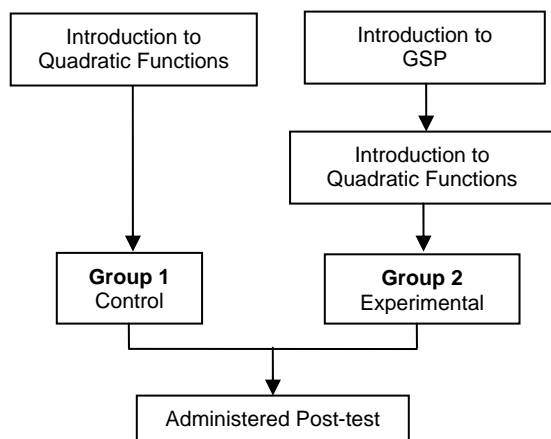 Introduction to
Quadratic Functions
Introduction to
GSP
Introduction to
Quadratic Functions
Group 1
Control
Group 2
Experimental
Administered Post-test